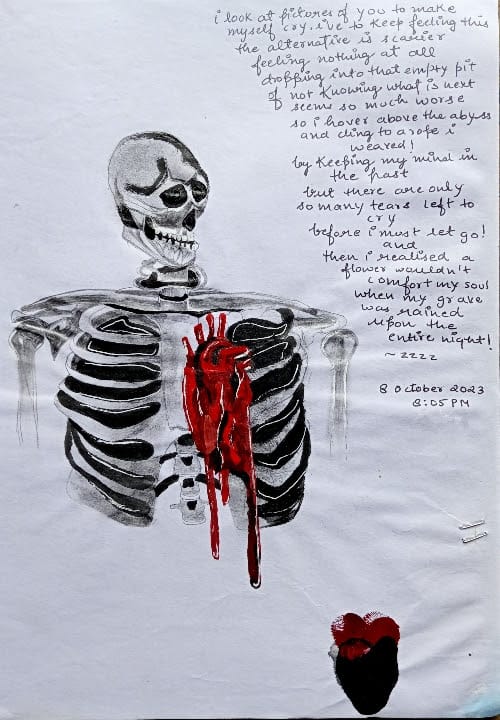 i look at pictures of you to make
myself cry. i've to keep feeling this
the alternative is scarier
feeling nothing at all
dropping into that empty pit
of not knowing what is next
seems so much worse
so i hover above the abyss
and cling to a rope i
weared!
by keeping my mind in
the past
but there are only
so many tears left to
cry
before i must let go!
and
then i realised a
flower wouldn't
comfort my soul
when my grave
was rained
upon the
entire night!
~ zzzz
8 October 2023
8:05 PM